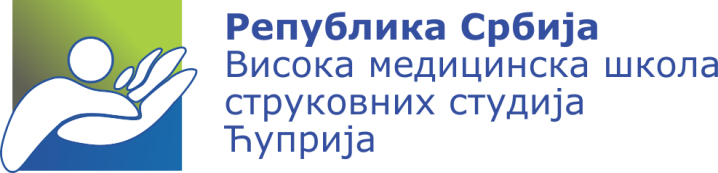 Република Србија
Висока медицинска школа
струковних студија
Ћуприја